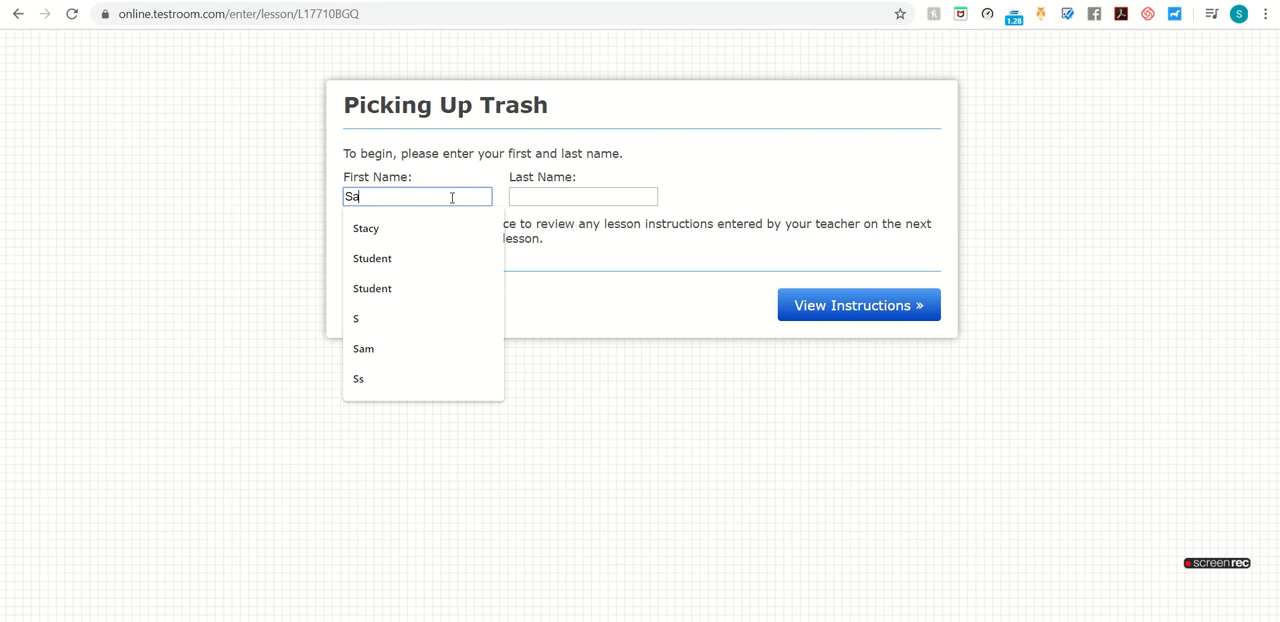 online.testroom.com/enter/lesson/L17710BGQ
1.28
S
Picking Up Trash
To begin, please enter your first and last name.
First Name:
Last Name:
Sa
Stacy
Student
Student
S
Sam
Ss
ce to review any lesson instructions entered by your teacher on the next
lesson.
View Instructions »
screenrec